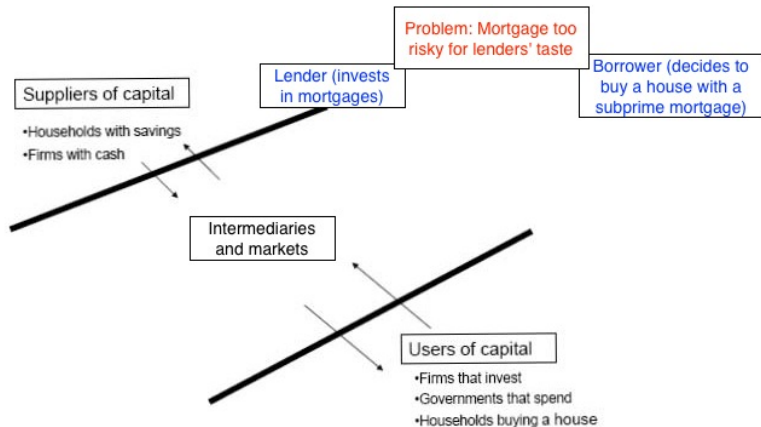 Problem: Mortgage too
risky for lenders' taste
Lender (invests
in mortgages)
Borrower (decides to
buy a house with a
subprime mortgage)
Suppliers of capital
•Households with savings
•Firms with cash
Intermediaries
and markets
Users of capital
•Firms that invest
•Governments that spend
•Households buying a house